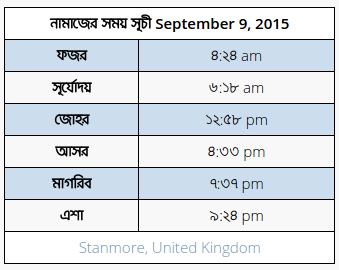 নামাজের সময় সূচী September 9, 2015
ফজর ৪:২৪ am
সূর্যোদয় ৬:১৮ am
জোহর ১২:৫৮ pm
আসর ৪:৩৩ pm
মাগরিব ৭:৩৭ pm
এশা ৯:২৪ pm
Stanmore, United Kingdom